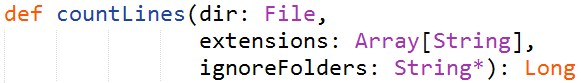 def countLines(dir: File,
extensions: Array[String],
ignoreFolders: String*): Long